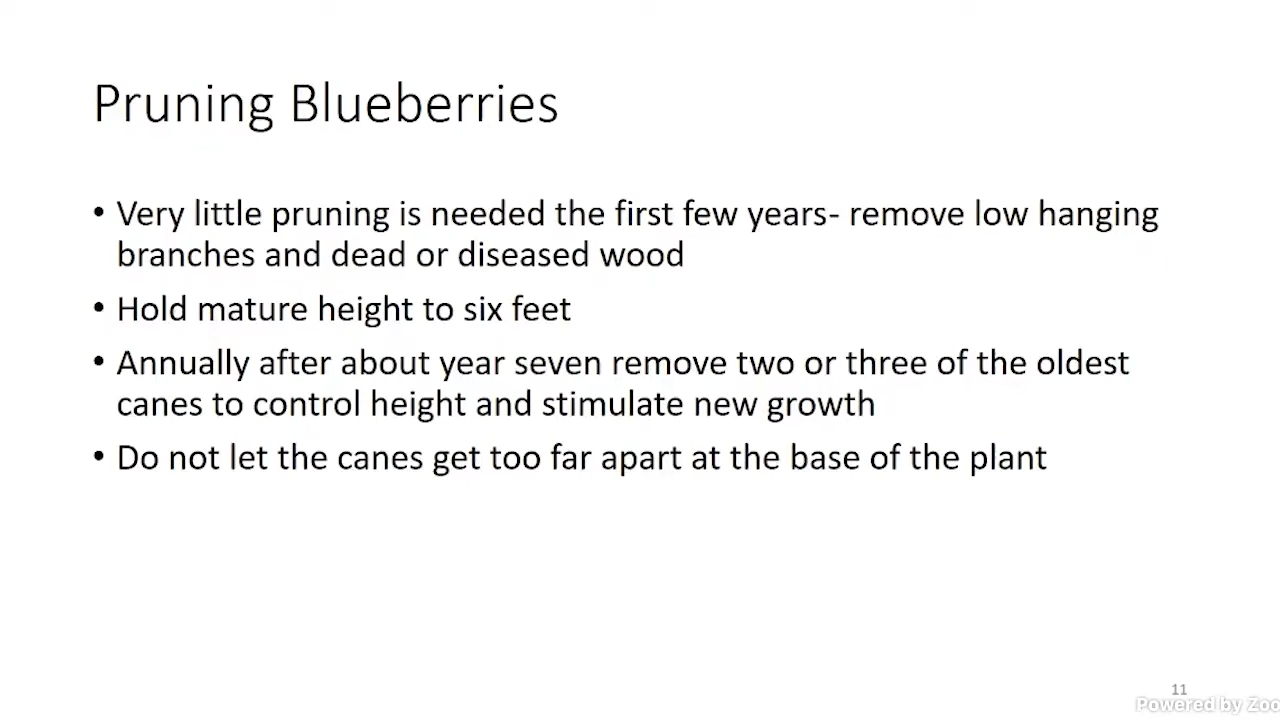 Pruning Blueberries
• Very little pruning is needed the first few years- remove low hanging
branches and dead or diseased wood
• Hold mature height to six feet
• Annually after about year seven remove two or three of the oldest
canes to control height and stimulate new growth
• Do not let the canes get too far apart at the base of the plant
11
Powered by Zoo